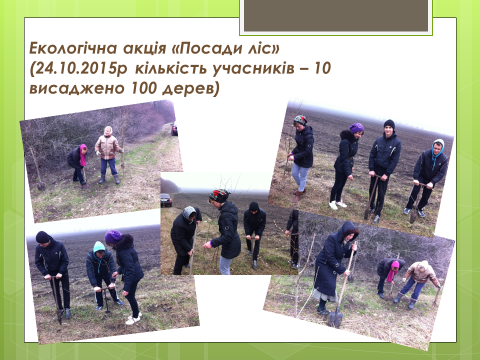 Екологічна акція «Посади ліс»
(24.10.2015р кількість учасників – 10
висаджено 100 дерев)